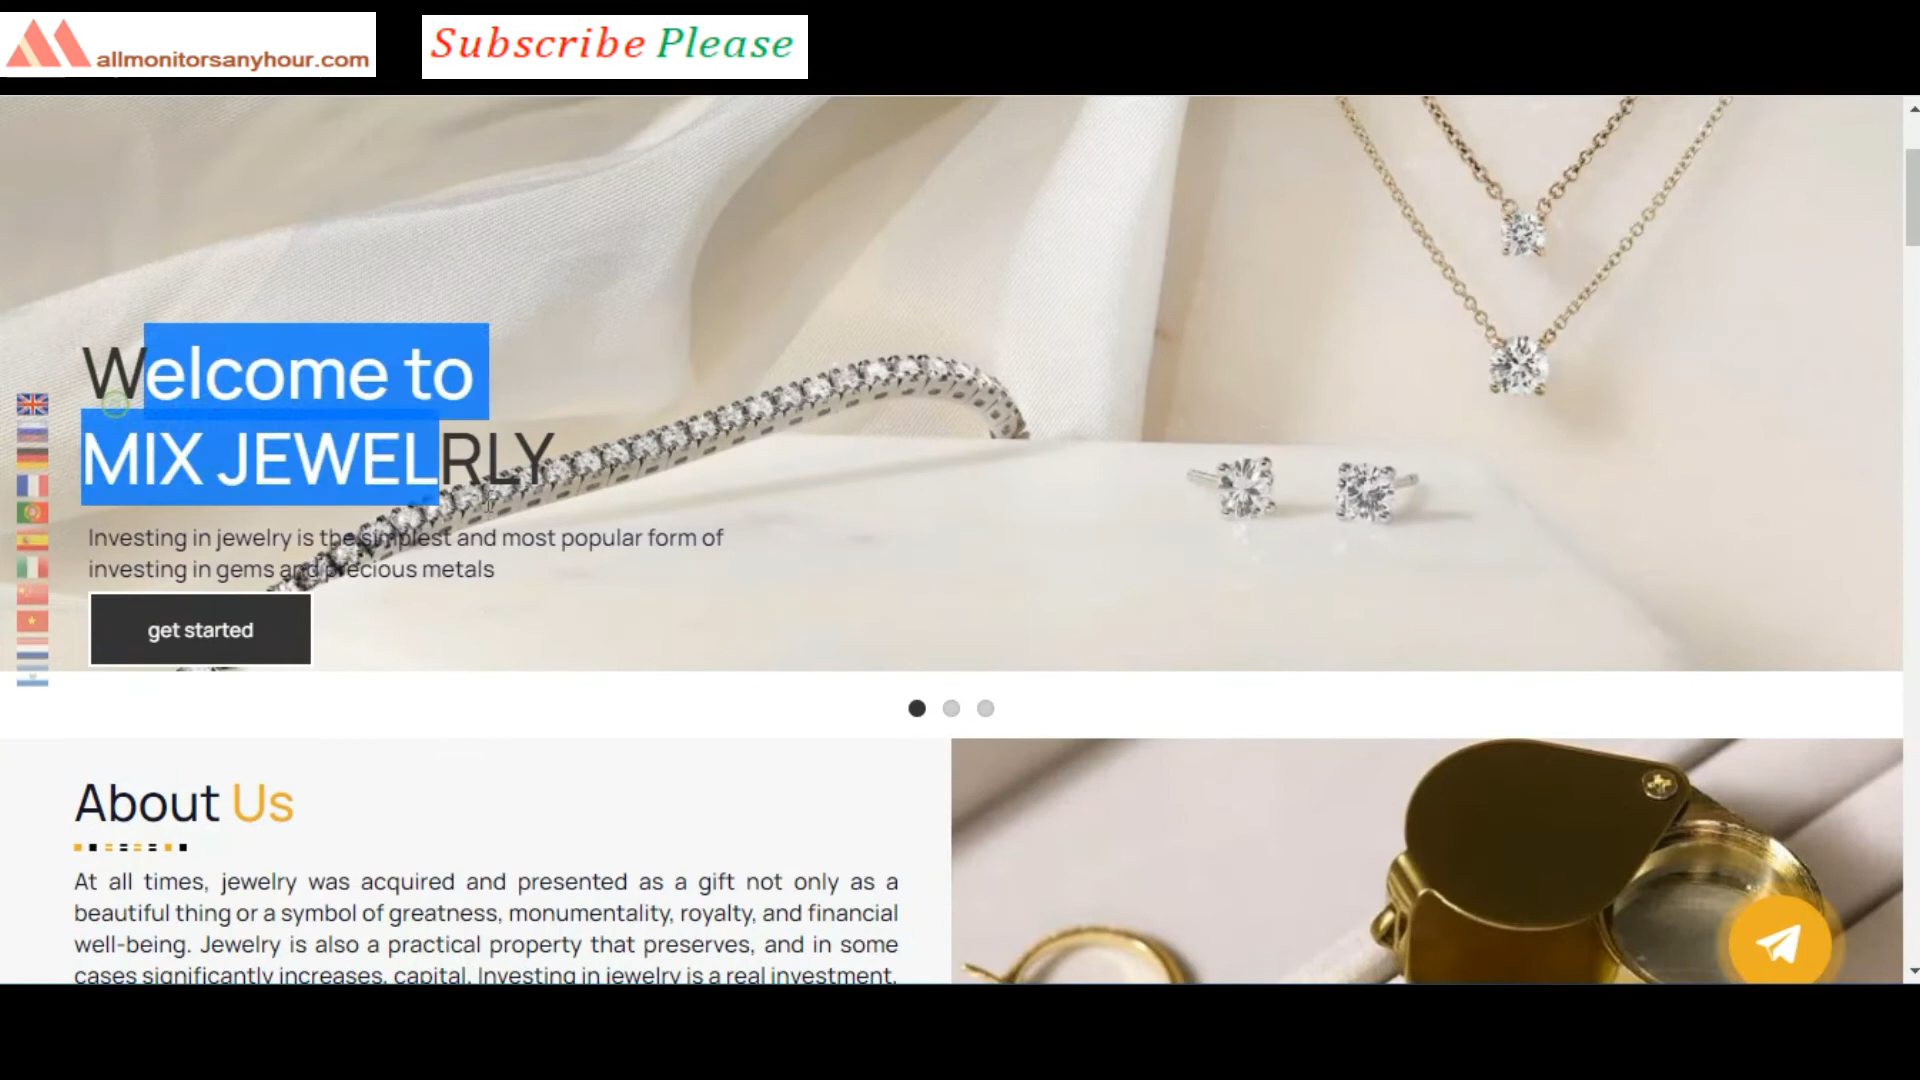 allmonitorsanyhour.com
Subscribe Please
Welcome to
MIX JEWELRLY
Investing in jewelry is the simplest and most popular form of
investing in gems and precious metals
get started
About Us
At all times, jewelry was acquired and presented as a gift not only as a
beautiful thing or a symbol of greatness, monumentality, royalty, and financial
well-being. Jewelry is also a practical property that preserves, and in some
cases significantly increases, capital. Investing in jewelry is a real investment,